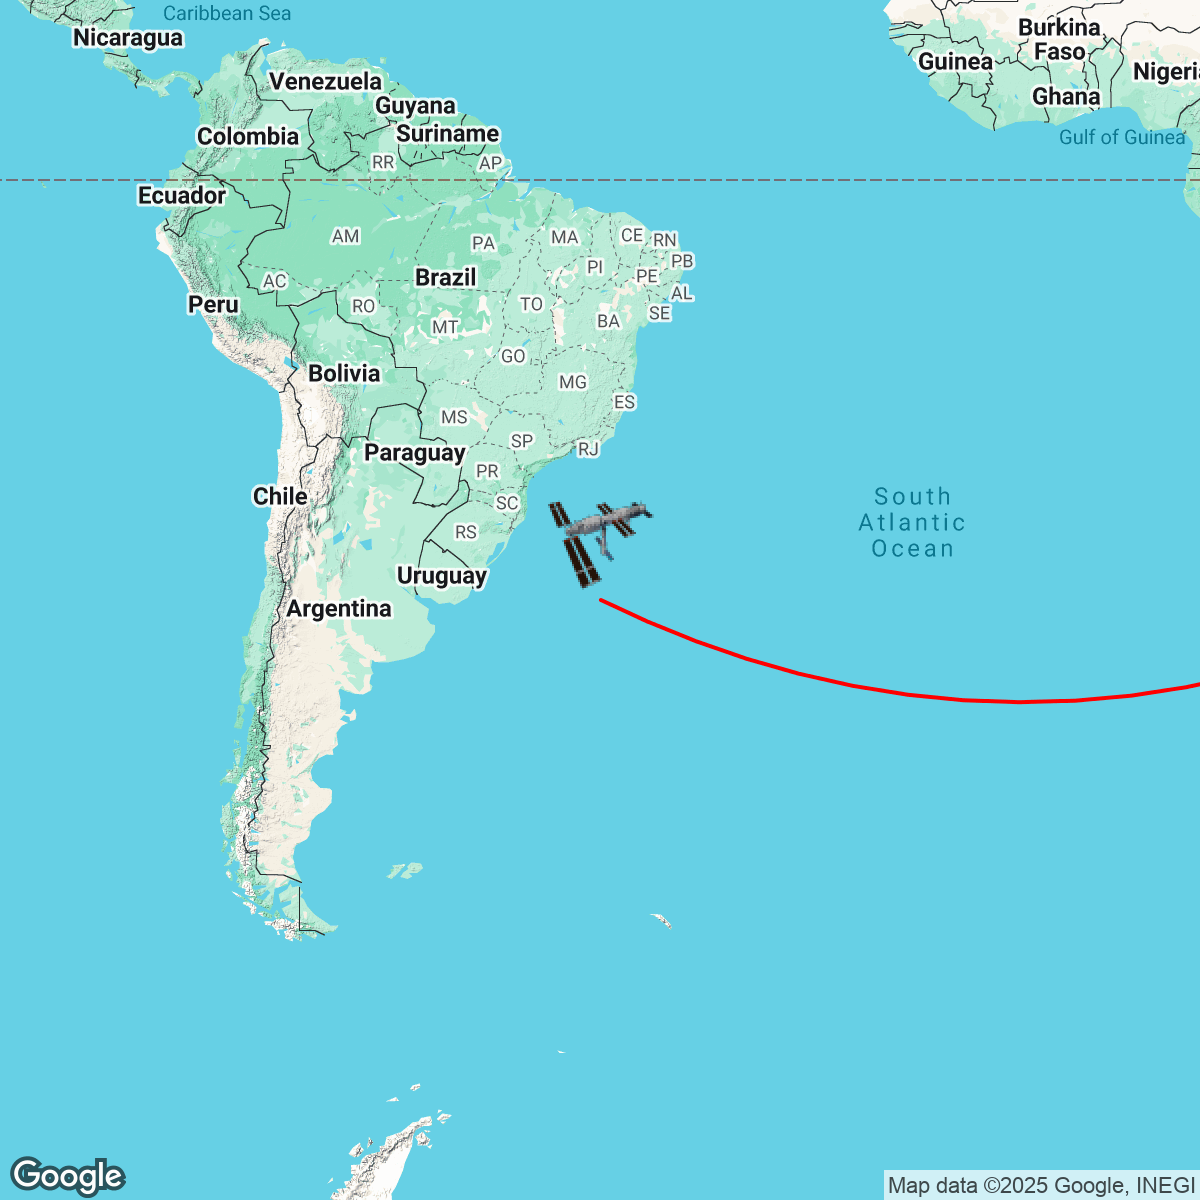 Caribbean Sea
Nicaragua
Burkina
Faso
Guinea
Nigeri
Venezuela
Guyana
Ghana
Suriname
Colombia
Gulf of Guinea
RR
AP
Ecuador
AM
PA
MA
CE
RN
PB
PI
PE
AC
Brazil
AL
Peru
RO
TO
SE
BA
MT
GO
Bolivia
MG
ES
MS
SP
RJ
Paraguay
PR
Chile
SC
South
Atlantic
Ocean
RS
Uruguay
Argentina
Google
Map data ©2025 Google, INEGI